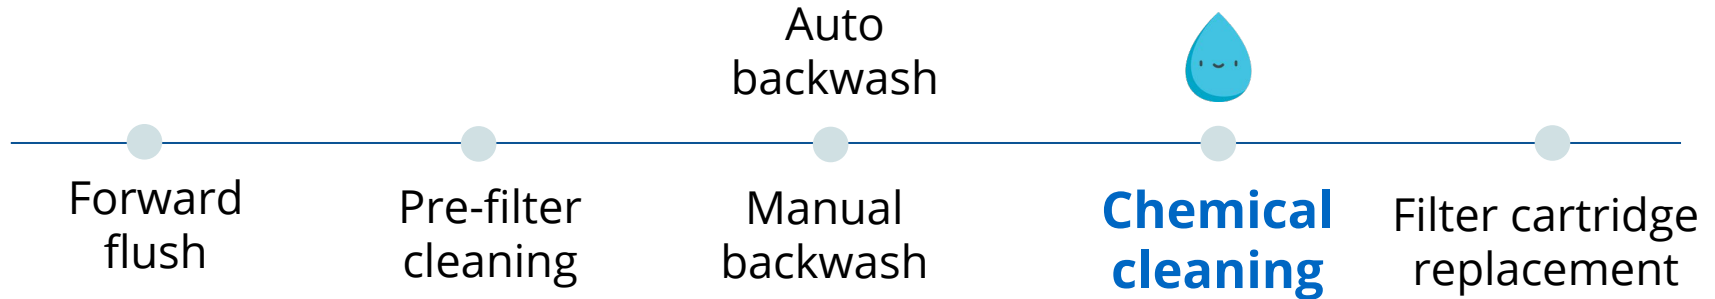 Auto
backwash
Forward
flush
Pre-filter
cleaning
Manual
backwash
Chemical
cleaning
Filter cartridge
replacement